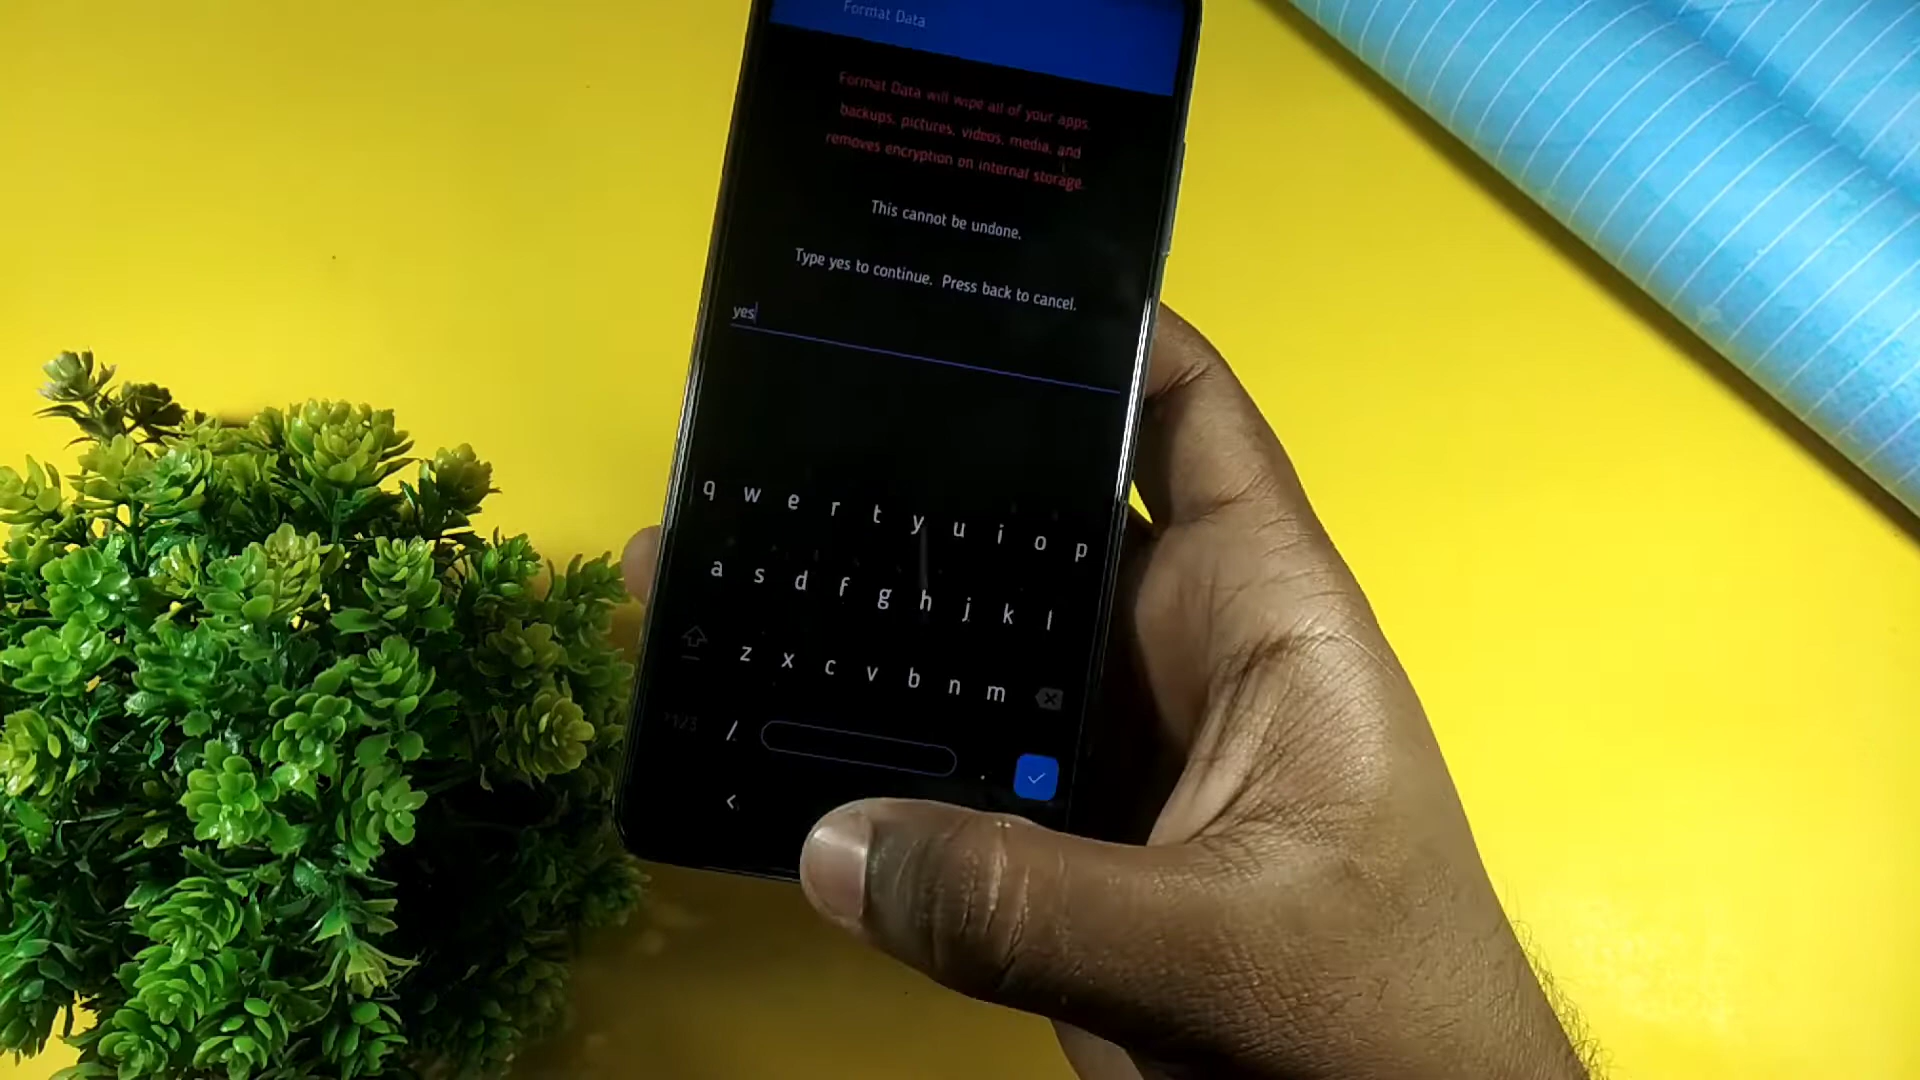 Format Data
Format Data will wipe all of your apps,
backups, pictures, videos, media, and
removes encryption on internal storage.
This cannot be undone.
Type yes to continue. Press back to cancel.
yes
q w e r t y u i o p
a s d f g h j k l
z x c v b n m
?123 / .
<